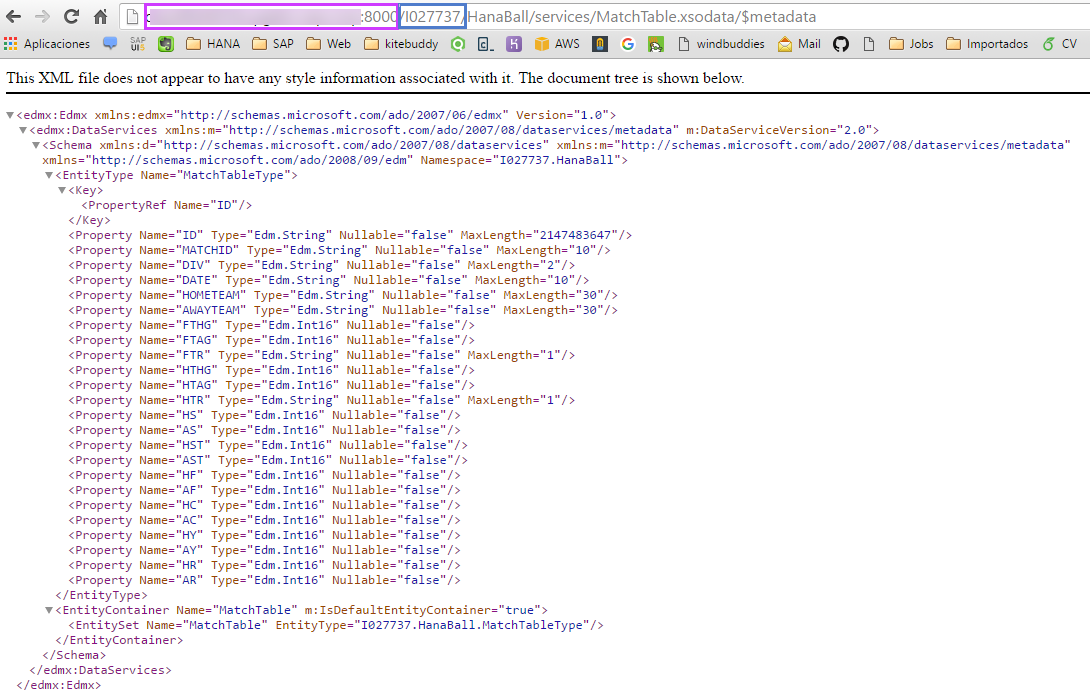 :8000/I027737/HanaBall/services/MatchTable.xsodata/$metadata
Aplicaciones SAP UI5 HANA SAP Web kitebuddy AWS windbuddies Mail Jobs Importados CV
This XML file does not appear to have any style information associated with it. The document tree is shown below.
<edmx:Edmx xmlns:edmx="http://schemas.microsoft.com/ado/2007/06/edmx" Version="1.0">
<edmx:DataServices xmlns:m="http://schemas.microsoft.com/ado/2007/08/dataservices/metadata" m:DataServiceVersion="2.0">
<Schema xmlns:d="http://schemas.microsoft.com/ado/2007/08/dataservices" xmlns:m="http://schemas.microsoft.com/ado/2007/08/dataservices/metadata"
xmlns="http://schemas.microsoft.com/ado/2008/09/edm" Namespace="I027737.HanaBall">
<EntityType Name="MatchTableType">
<Key>
<PropertyRef Name="ID"/>
</Key>
<Property Name="ID" Type="Edm.String" Nullable="false" MaxLength="2147483647"/>
<Property Name="MATCHID" Type="Edm.String" Nullable="false" MaxLength="10"/>
<Property Name="DIV" Type="Edm.String" Nullable="false" MaxLength="2"/>
<Property Name="DATE" Type="Edm.String" Nullable="false" MaxLength="10"/>
<Property Name="HOMETEAM" Type="Edm.String" Nullable="false" MaxLength="30"/>
<Property Name="AWAYTEAM" Type="Edm.String" Nullable="false" MaxLength="30"/>
<Property Name="FTHG" Type="Edm.Int16" Nullable="false"/>
<Property Name="FTAG" Type="Edm.Int16" Nullable="false"/>
<Property Name="FTR" Type="Edm.String" Nullable="false" MaxLength="1"/>
<Property Name="HTHG" Type="Edm.Int16" Nullable="false"/>
<Property Name="HTAG" Type="Edm.Int16" Nullable="false"/>
<Property Name="HTR" Type="Edm.String" Nullable="false" MaxLength="1"/>
<Property Name="HS" Type="Edm.Int16" Nullable="false"/>
<Property Name="AS" Type="Edm.Int16" Nullable="false"/>
<Property Name="HST" Type="Edm.Int16" Nullable="false"/>
<Property Name="AST" Type="Edm.Int16" Nullable="false"/>
<Property Name="HF" Type="Edm.Int16" Nullable="false"/>
<Property Name="AF" Type="Edm.Int16" Nullable="false"/>
<Property Name="HC" Type="Edm.Int16" Nullable="false"/>
<Property Name="AC" Type="Edm.Int16" Nullable="false"/>
<Property Name="HY" Type="Edm.Int16" Nullable="false"/>
<Property Name="AY" Type="Edm.Int16" Nullable="false"/>
<Property Name="HR" Type="Edm.Int16" Nullable="false"/>
<Property Name="AR" Type="Edm.Int16" Nullable="false"/>
</EntityType>
<EntityContainer Name="MatchTable" m:IsDefaultEntityContainer="true">
<EntitySet Name="MatchTable" EntityType="I027737.HanaBall.MatchTableType"/>
</EntityContainer>
</Schema>
</edmx:DataServices>
</edmx:Edmx>